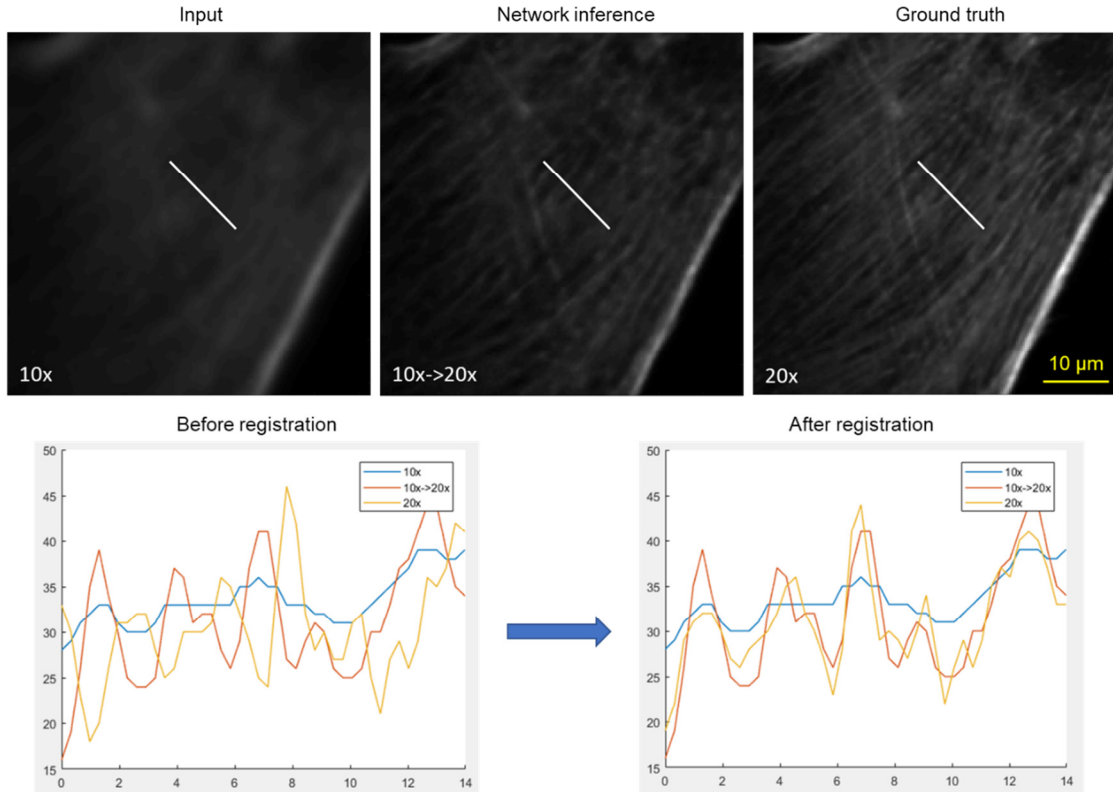 Input
Network inference
Ground truth
10x
10x->20x
20x
10 µm
Before registration
After registration
50
45
40
35
30
25
20
15
0 2 4 6 8 10 12 14
10x
10x->20x
20x
50
45
40
35
30
25
20
15
0 2 4 6 8 10 12 14
10x
10x->20x
20x